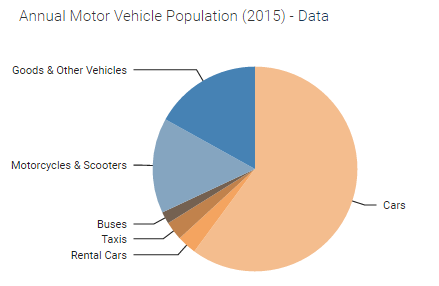 Annual Motor Vehicle Population (2015) - Data
Goods & Other Vehicles
Motorcycles & Scooters
Cars
Buses
Taxis
Rental Cars